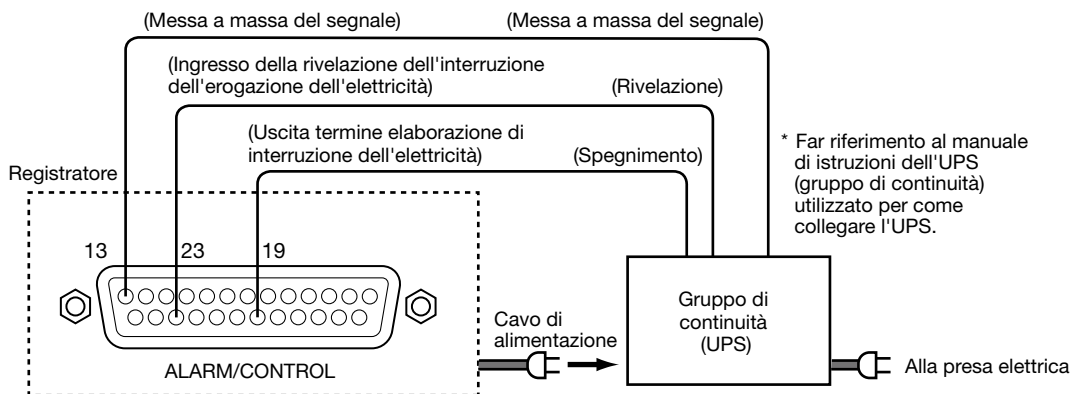 (Messa a massa del segnale)
(Messa a massa del segnale)
(Ingresso della rivelazione dell'interruzione
dell'erogazione dell'elettricità)
(Rivelazione)
(Uscita termine elaborazione di
interruzione dell'elettricità)
(Spegnimento)
* Far riferimento al manuale
di istruzioni dell'UPS
(gruppo di continuità)
utilizzato per come
collegare l'UPS.
Registratore
13
23
19
ALARM/CONTROL
Cavo di
alimentazione
Gruppo di
continuità
(UPS)
Alla presa elettrica